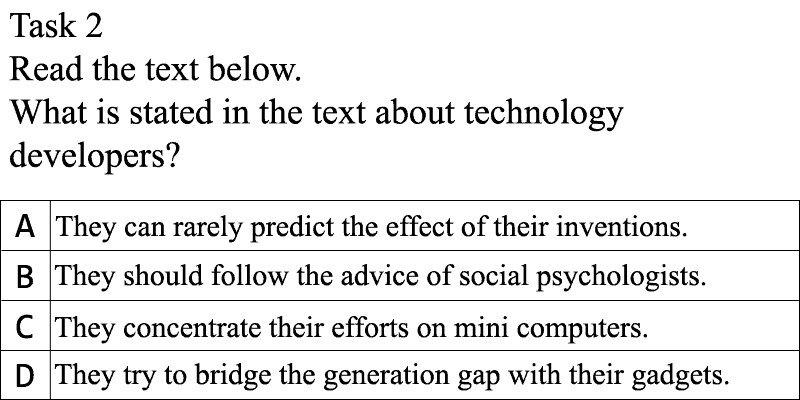 Task 2
Read the text below.
What is stated in the text about technology
developers?
A They can rarely predict the effect of their inventions.
B They should follow the advice of social psychologists.
C They concentrate their efforts on mini computers.
D They try to bridge the generation gap with their gadgets.